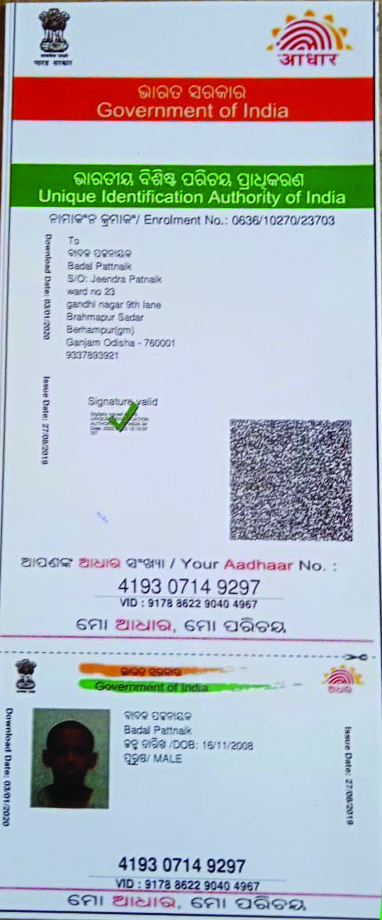 भारत सरकार
आधार
ଭାରତ ସରକାର
Government of India
ଭାରତୀୟ ବିଶିଷ୍ଟ ପରିଚୟ ପ୍ରାଧିକରଣ
Unique Identification Authority of India
ନାମାଙ୍କନ କ୍ରମାଙ୍କ/ Enrolment No.: 0636/10270/23703
Download Date: 03/01/2020
Issue Date: 27/08/2019
To
ବାଦଲ ପଟ୍ଟନାୟକ
Badal Pattnaik
S/O: Jeendra Patnaik
ward no 23
gandhi nagar 9th lane
Brahmapur Sadar
Berhampur(gm)
Ganjam Odisha - 760001
9337893921
Signature valid
ଆପଣଙ୍କ ଆଧାର ସଂଖ୍ୟା / Your Aadhaar No. :
4193 0714 9297
VID : 9178 8622 9040 4967
ମୋ ଆଧାର, ମୋ ପରିଚୟ
ଭାରତ ସରକାର
Government of India
ଆଧାର
Download Date: 03/01/2020
ବାଦଲ ପଟ୍ଟନାୟକ
Badal Pattnaik
ଜନ୍ମ ତାରିଖ /DOB: 16/11/2008
ପୁରୁଷ/ MALE
27/08/2019
4193 0714 9297
VID : 9178 8622 9040 4967
ମୋ ଆଧାର, ମୋ ପରିଚୟ